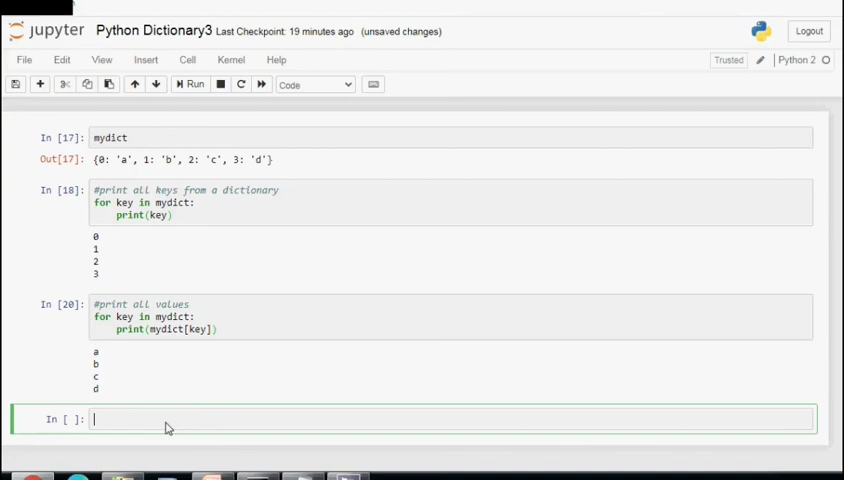 jupyter Python Dictionary3 Last Checkpoint: 19 minutes ago (unsaved changes) Logout
File Edit View Insert Cell Kernel Help Trusted Python 2
Run Code
In [17]: mydict
Out[17]: {0: 'a', 1: 'b', 2: 'c', 3: 'd'}
In [18]: #print all keys from a dictionary
for key in mydict:
print(key)
0
1
2
3
In [20]: #print all values
for key in mydict:
print(mydict[key])
a
b
c
d
In [ ]: